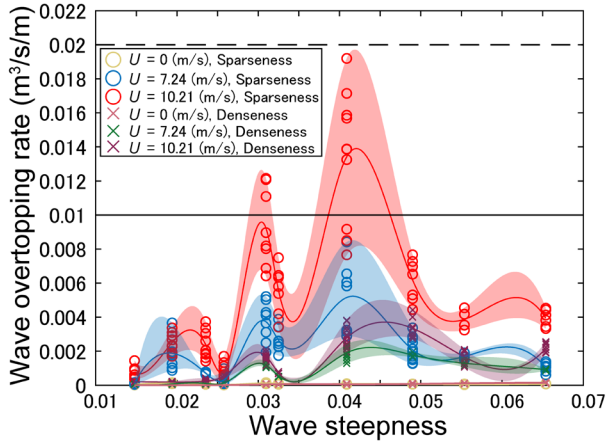 Wave overtopping rate (m³/s/m)
0.022
0.02
0.018
0.016
0.014
0.012
0.01
0.008
0.006
0.004
0.002
0
U = 0 (m/s), Sparseness
U = 7.24 (m/s), Sparseness
U = 10.21 (m/s), Sparseness
U = 0 (m/s), Denseness
U = 7.24 (m/s), Denseness
U = 10.21 (m/s), Denseness
0.01 0.02 0.03 0.04 0.05 0.06 0.07
Wave steepness